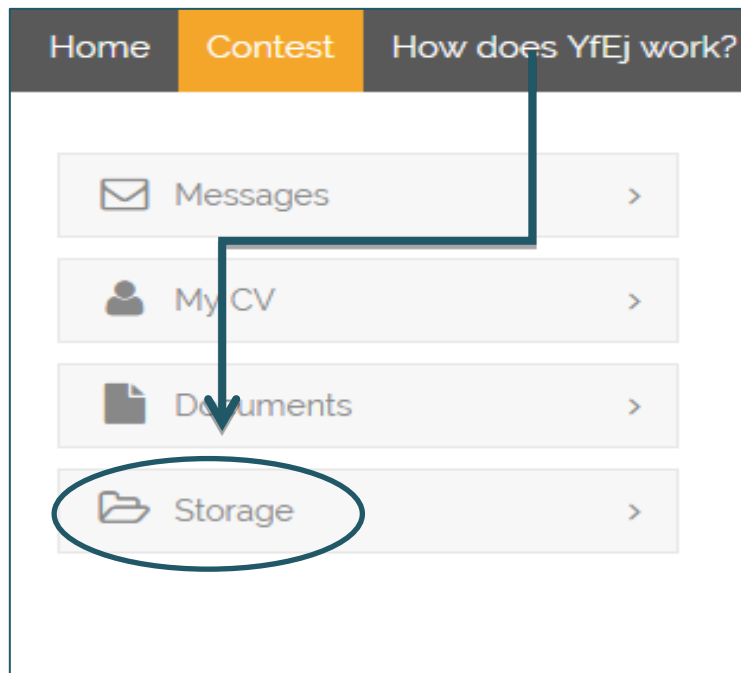 Home Contest How does YfEj work?
Messages >
My CV >
Documents >
Storage >